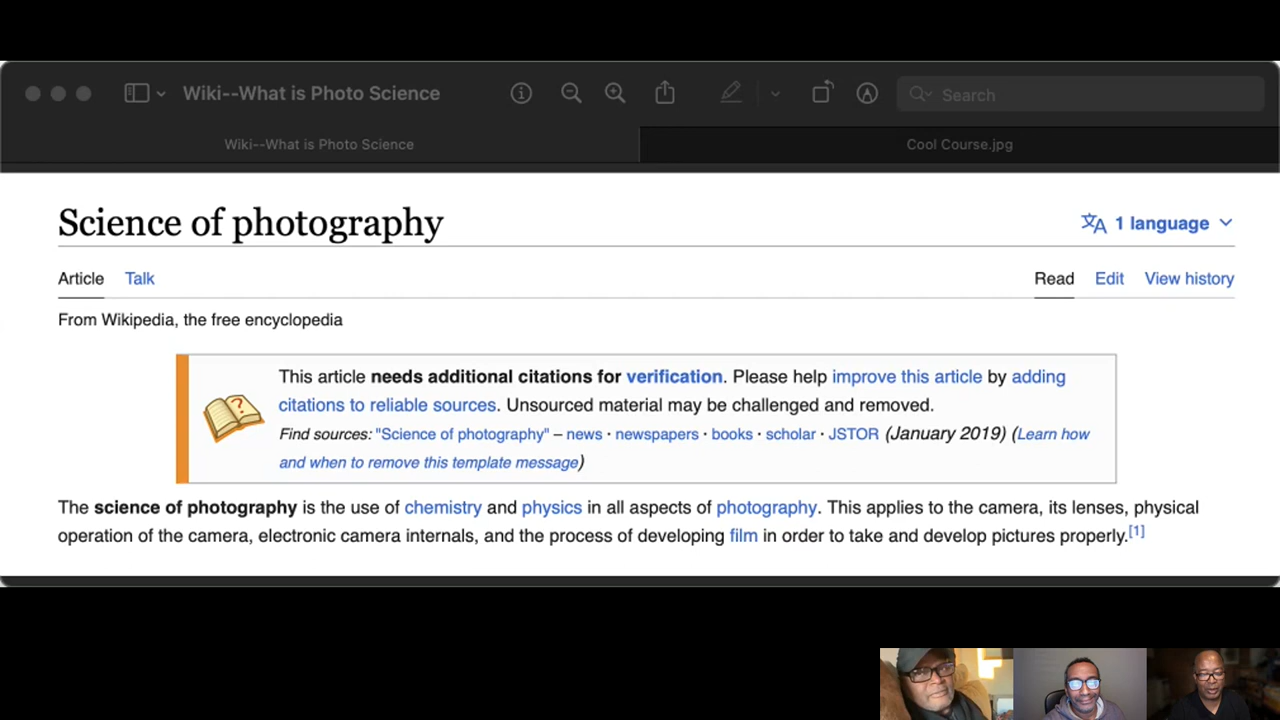 Wiki--What is Photo Science
Search
Wiki--What is Photo Science
Cool Course.jpg
Science of photography
1 language
Article Talk
Read Edit View history
From Wikipedia, the free encyclopedia
This article needs additional citations for verification. Please help improve this article by adding
citations to reliable sources. Unsourced material may be challenged and removed.
Find sources: "Science of photography" – news · newspapers · books · scholar · JSTOR (January 2019) (Learn how
and when to remove this template message)
The science of photography is the use of chemistry and physics in all aspects of photography. This applies to the camera, its lenses, physical
operation of the camera, electronic camera internals, and the process of developing film in order to take and develop pictures properly.[1]